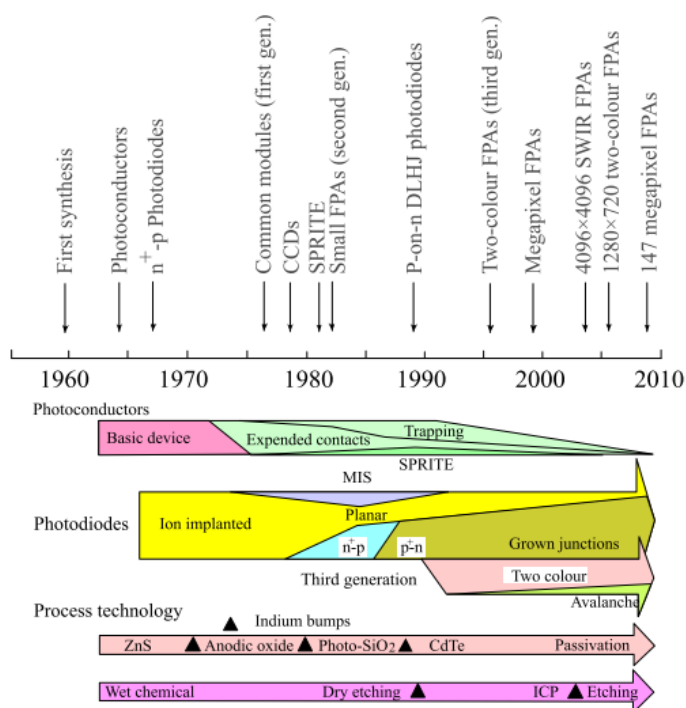 First synthesis
Photoconductors
n+-p Photodiodes
Common modules (first gen.)
CCDs
SPRITE
Small FPAs (second gen.)
P-on-n DLHJ photodiodes
Two-colour FPAs (third gen.)
Megapixel FPAs
4096×4096 SWIR FPAs
1280×720 two-colour FPAs
147 megapixel FPAs
1960 1970 1980 1990 2000 2010
Photoconductors
Basic device
Expended contacts
Trapping
SPRITE
MIS
Photodiodes
Ion implanted
Planar
n+-p
p+-n
Grown junctions
Third generation
Two colour
Avalanche
Process technology
Indium bumps
ZnS
Anodic oxide
Photo-SiO2
CdTe
Passivation
Wet chemical
Dry etching
ICP
Etching